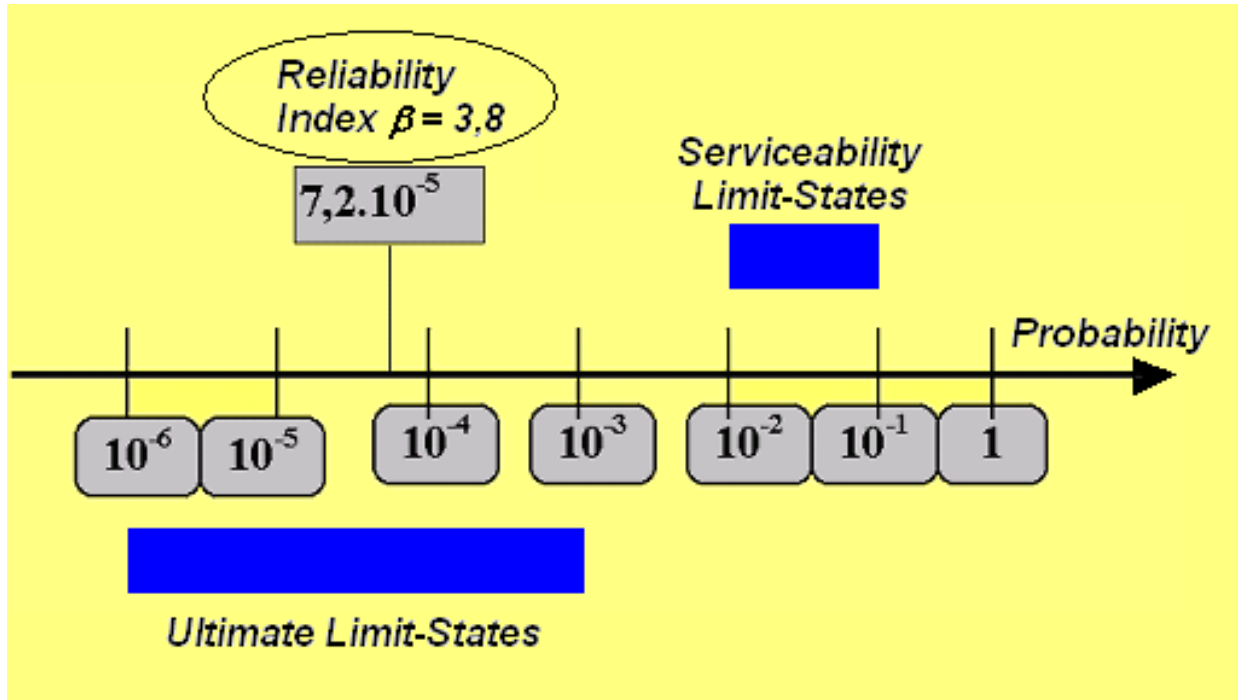 Reliability
Index β = 3,8
7,2.10⁻⁵
Serviceability
Limit-States
Probability
10⁻⁶ 10⁻⁵ 10⁻⁴ 10⁻³ 10⁻² 10⁻¹ 1
Ultimate Limit-States